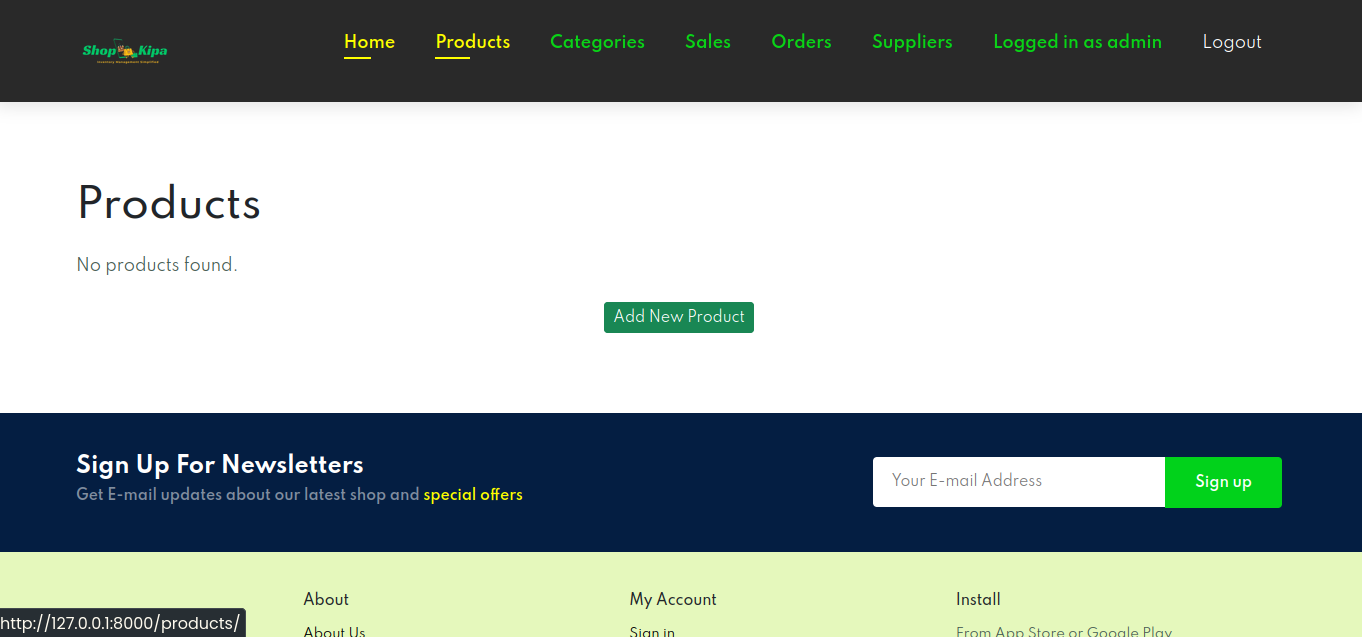 Shop Kipa
Inventory Management Simplified
Home Products Categories Sales Orders Suppliers Logged in as admin Logout
Products
No products found.
Add New Product
Sign Up For Newsletters
Get E-mail updates about our latest shop and special offers
Your E-mail Address
Sign up
About My Account Install
About Us Sign in From App Store or Google Play
http://127.0.0.1:8000/products/